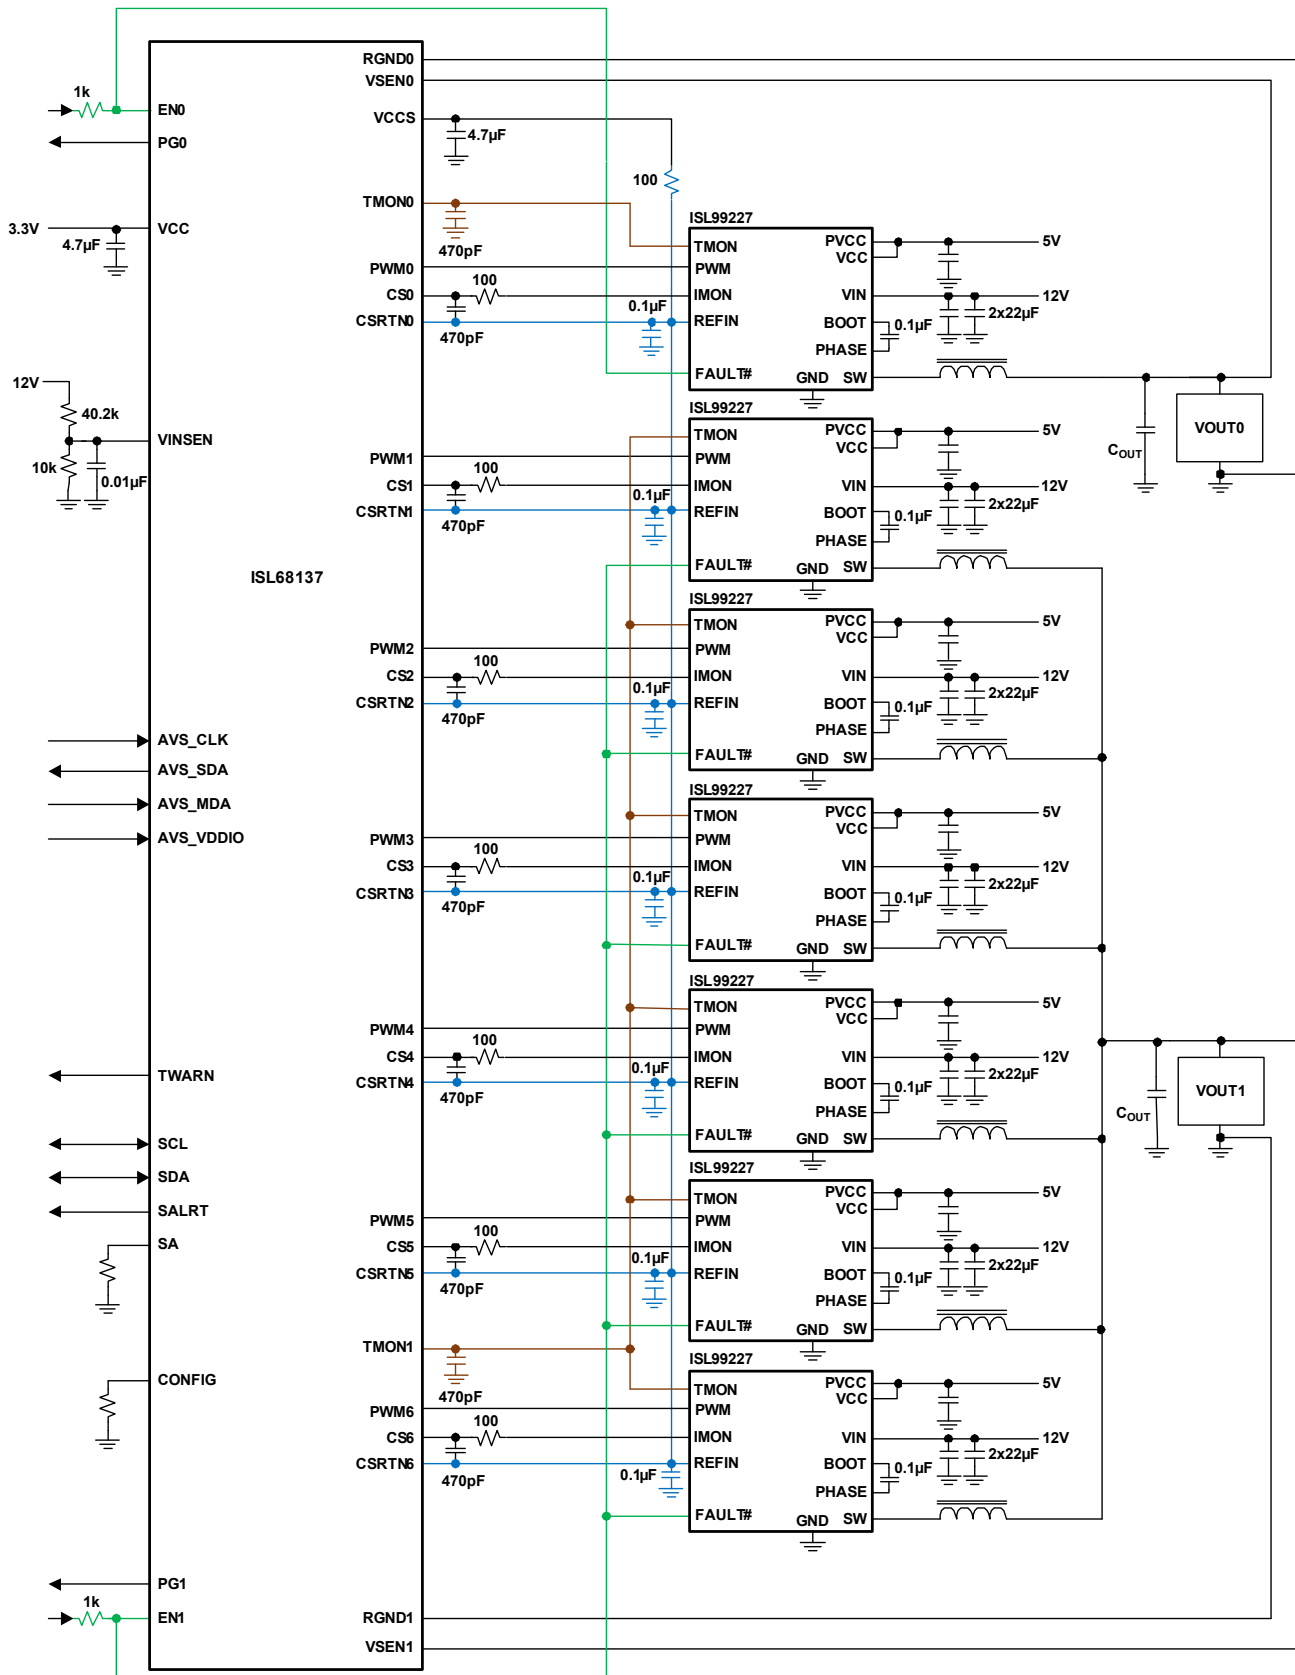 RGND0
VSEN0
1k
EN0
VCCS
4.7µF
PG0
100
TMON0
470pF
3.3V
VCC
4.7µF
ISL99227
TMON
PVCC
VCC
5V
PWM0
PWM
100
CS0
IMON
VIN
12V
0.1µF
2x22µF
CSRTN0
REFIN
BOOT
0.1µF
470pF
PHASE
FAULT#
GND
SW
12V
40.2k
VINSEN
10k
0.01µF
VOUT0
COUT
ISL99227
TMON
PVCC
VCC
5V
PWM1
PWM
100
CS1
IMON
VIN
12V
0.1µF
2x22µF
CSRTN1
REFIN
BOOT
0.1µF
470pF
PHASE
FAULT#
GND
SW
ISL68137
ISL99227
TMON
PVCC
VCC
5V
PWM2
PWM
100
CS2
IMON
VIN
12V
0.1µF
2x22µF
CSRTN2
REFIN
BOOT
0.1µF
470pF
PHASE
FAULT#
GND
SW
AVS_CLK
AVS_SDA
AVS_MDA
AVS_VDDIO
ISL99227
TMON
PVCC
VCC
5V
PWM3
PWM
100
CS3
IMON
VIN
12V
0.1µF
2x22µF
CSRTN3
REFIN
BOOT
0.1µF
470pF
PHASE
FAULT#
GND
SW
ISL99227
TMON
PVCC
VCC
5V
PWM4
PWM
100
CS4
IMON
VIN
12V
0.1µF
2x22µF
CSRTN4
REFIN
BOOT
0.1µF
470pF
PHASE
FAULT#
GND
SW
VOUT1
COUT
TWARN
SCL
SDA
SALRT
SA
ISL99227
TMON
PVCC
VCC
5V
PWM5
PWM
100
CS5
IMON
VIN
12V
0.1µF
2x22µF
CSRTN5
REFIN
BOOT
0.1µF
470pF
PHASE
FAULT#
GND
SW
TMON1
470pF
CONFIG
ISL99227
TMON
PVCC
VCC
5V
PWM6
PWM
100
CS6
IMON
VIN
12V
2x22µF
CSRTN6
REFIN
BOOT
0.1µF
470pF
0.1µF
PHASE
FAULT#
GND
SW
PG1
1k
EN1
RGND1
VSEN1